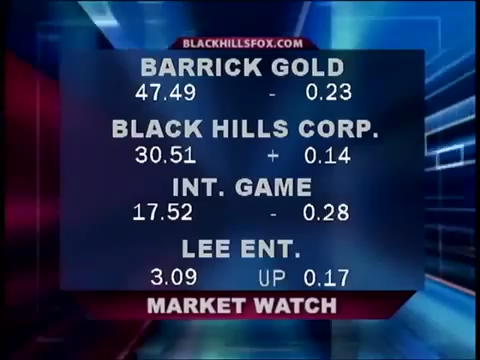 BLACKHILLSFOX.COM
BARRICK GOLD
47.49 - 0.23
BLACK HILLS CORP.
30.51 + 0.14
INT. GAME
17.52 - 0.28
LEE ENT.
3.09 UP 0.17
MARKET WATCH